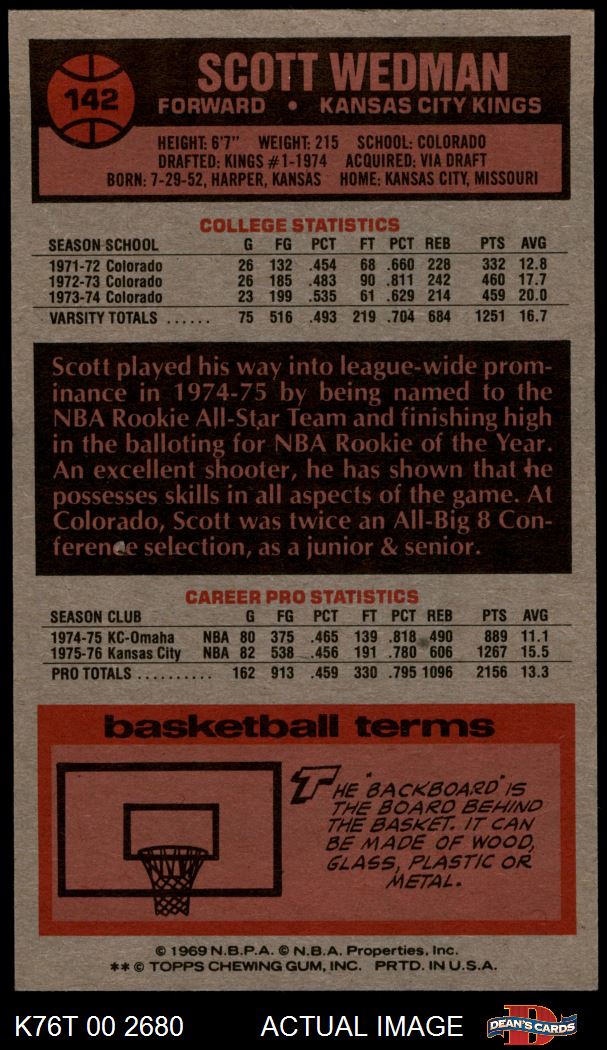 142
SCOTT WEDMAN
FORWARD • KANSAS CITY KINGS
HEIGHT: 6'7" WEIGHT: 215 SCHOOL: COLORADO
DRAFTED: KINGS #1-1974 ACQUIRED: VIA DRAFT
BORN: 7-29-52, HARPER, KANSAS HOME: KANSAS CITY, MISSOURI
COLLEGE STATISTICS
SEASON SCHOOL G FG PCT FT PCT REB PTS AVG
1971-72 Colorado 26 132 .454 68 .660 228 332 12.8
1972-73 Colorado 26 185 .483 90 .811 242 460 17.7
1973-74 Colorado 23 199 .535 61 .629 214 459 20.0
VARSITY TOTALS ...... 75 516 .493 219 .704 684 1251 16.7
Scott played his way into league-wide prom-
inance in 1974-75 by being named to the
NBA Rookie All-Star Team and finishing high
in the balloting for NBA Rookie of the Year.
An excellent shooter, he has shown that he
possesses skills in all aspects of the game. At
Colorado, Scott was twice an All-Big 8 Con-
ference selection, as a junior & senior.
CAREER PRO STATISTICS
SEASON CLUB G FG PCT FT PCT REB PTS AVG
1974-75 KC-Omaha NBA 80 375 .465 139 .818 490 889 11.1
1975-76 Kansas City NBA 82 538 .456 191 .780 606 1267 15.5
PRO TOTALS .......... 162 913 .459 330 .795 1096 2156 13.3
basketball terms
THE "BACKBOARD" IS
THE BOARD BEHIND
THE BASKET. IT CAN
BE MADE OF WOOD,
GLASS, PLASTIC OR
METAL.
© 1969 N.B.P.A. © N.B.A. Properties, Inc.
** © TOPPS CHEWING GUM, INC. PRTD. IN U.S.A.
K76T 00 2680 ACTUAL IMAGE D DEAN'S CARDS